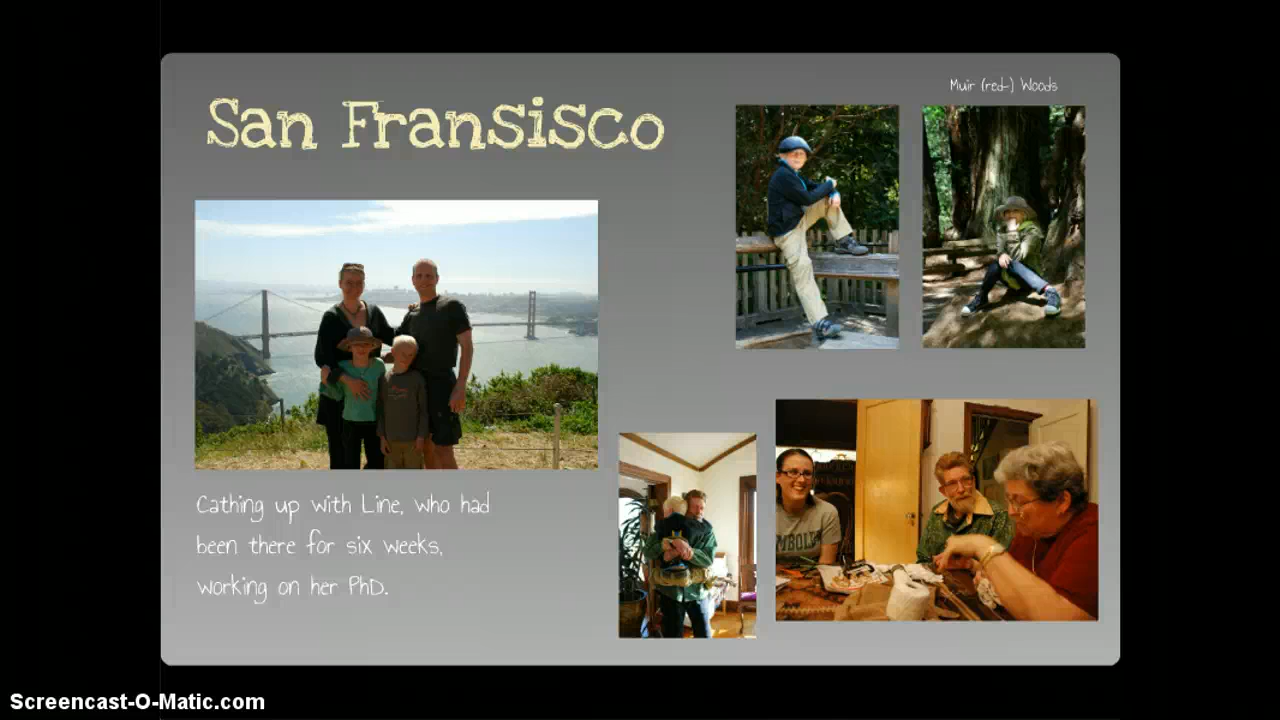 San Fransisco
Muir (red-) Woods
Cathing up with Line, who had
been there for six weeks,
working on her PhD.
Screencast-O-Matic.com